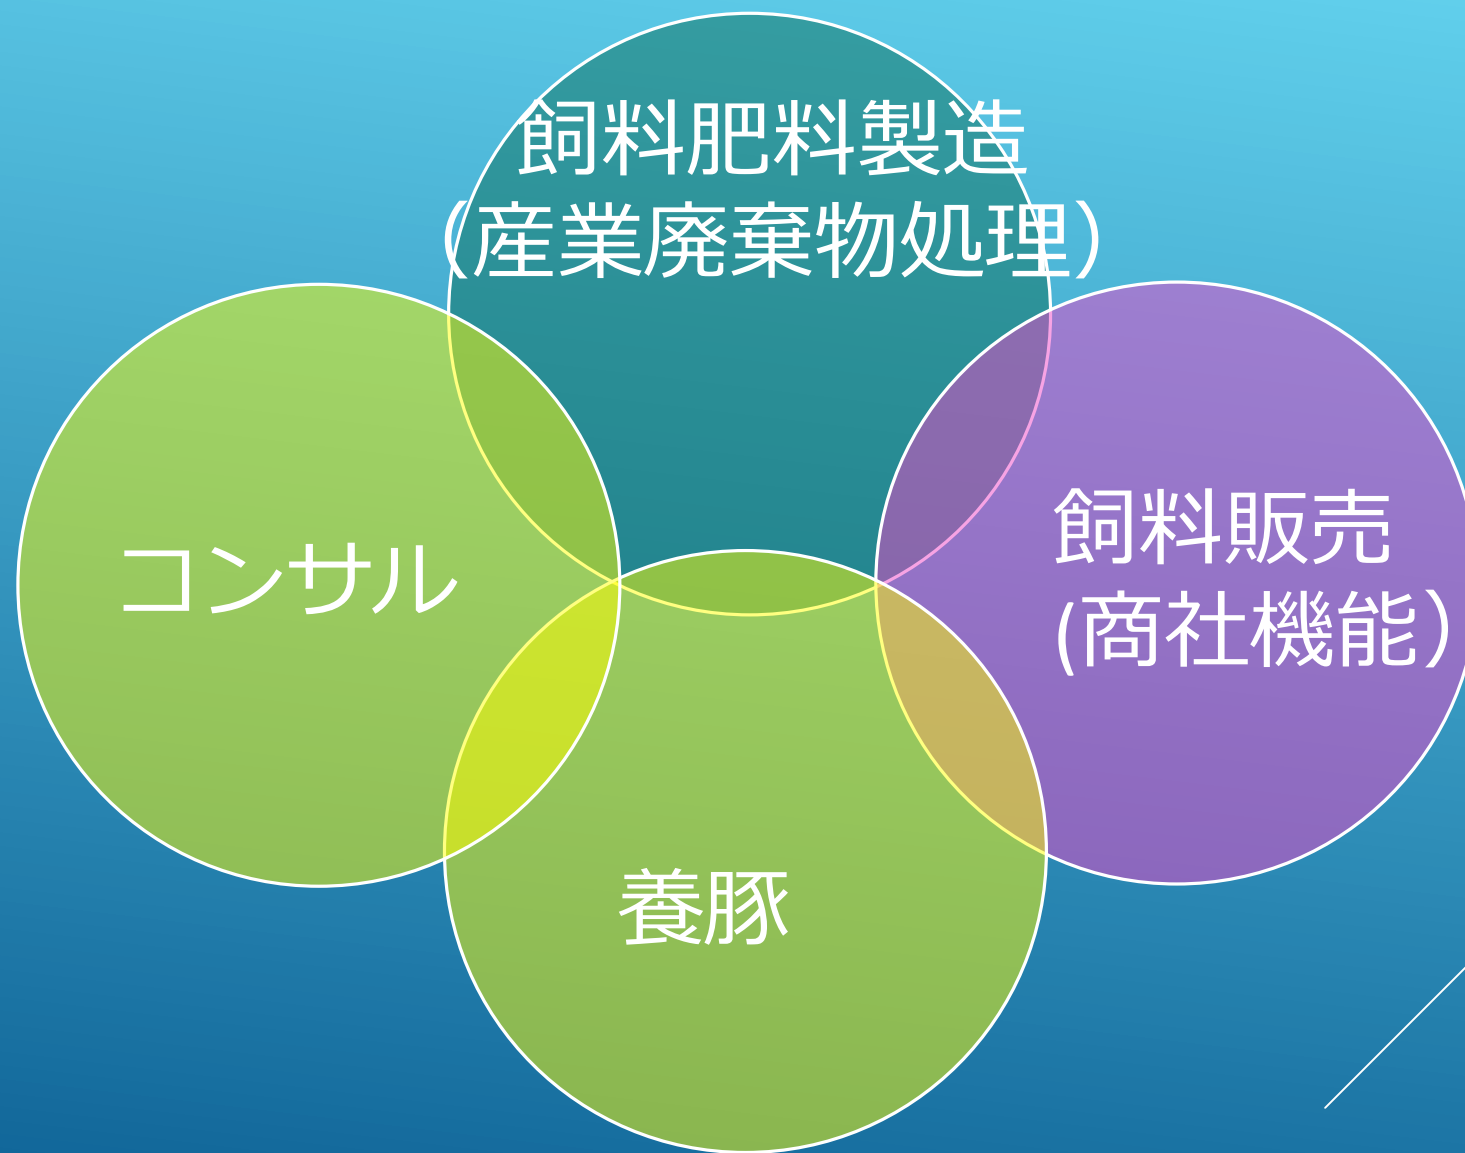 飼料肥料製造
（産業廃棄物処理）
コンサル
飼料販売
(商社機能）
養豚